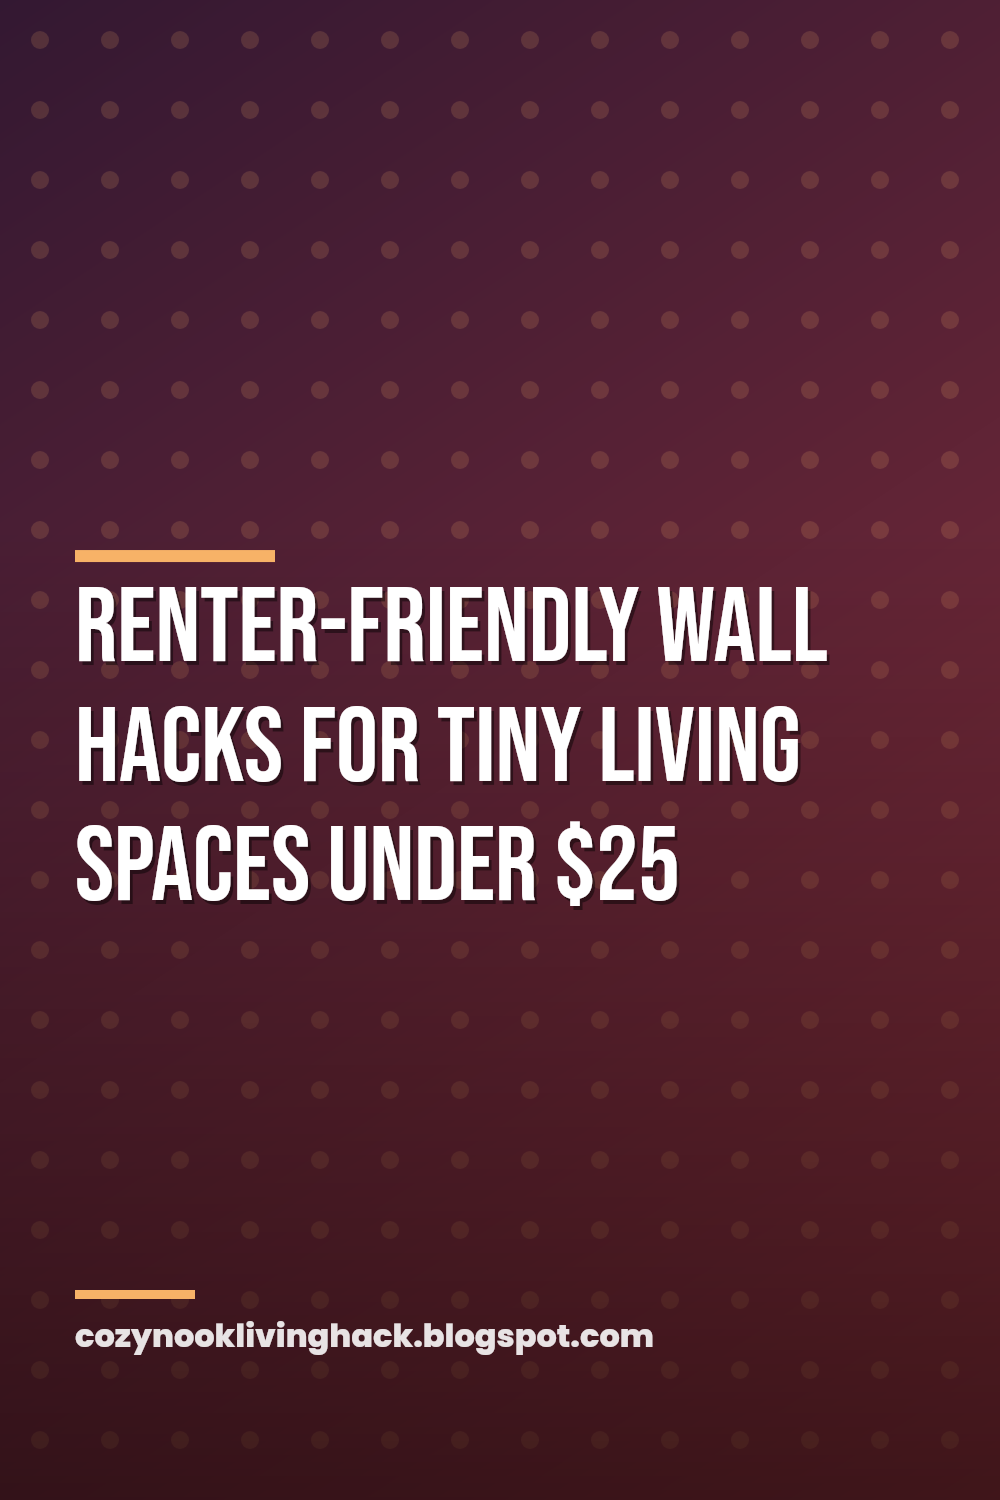 RENTER-FRIENDLY WALL
HACKS FOR TINY LIVING
SPACES UNDER $25
cozynooklivinghack.blogspot.com